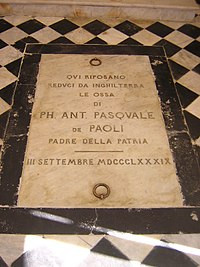 QVI RIPOSANO
REDVCI DA INGHILTERRA
LE OSSA
DI
PH. ANT. PASQVALE
DE PAOLI
PADRE DELLA PATRIA
III SETTEMBRE MDCCCLXXXIX